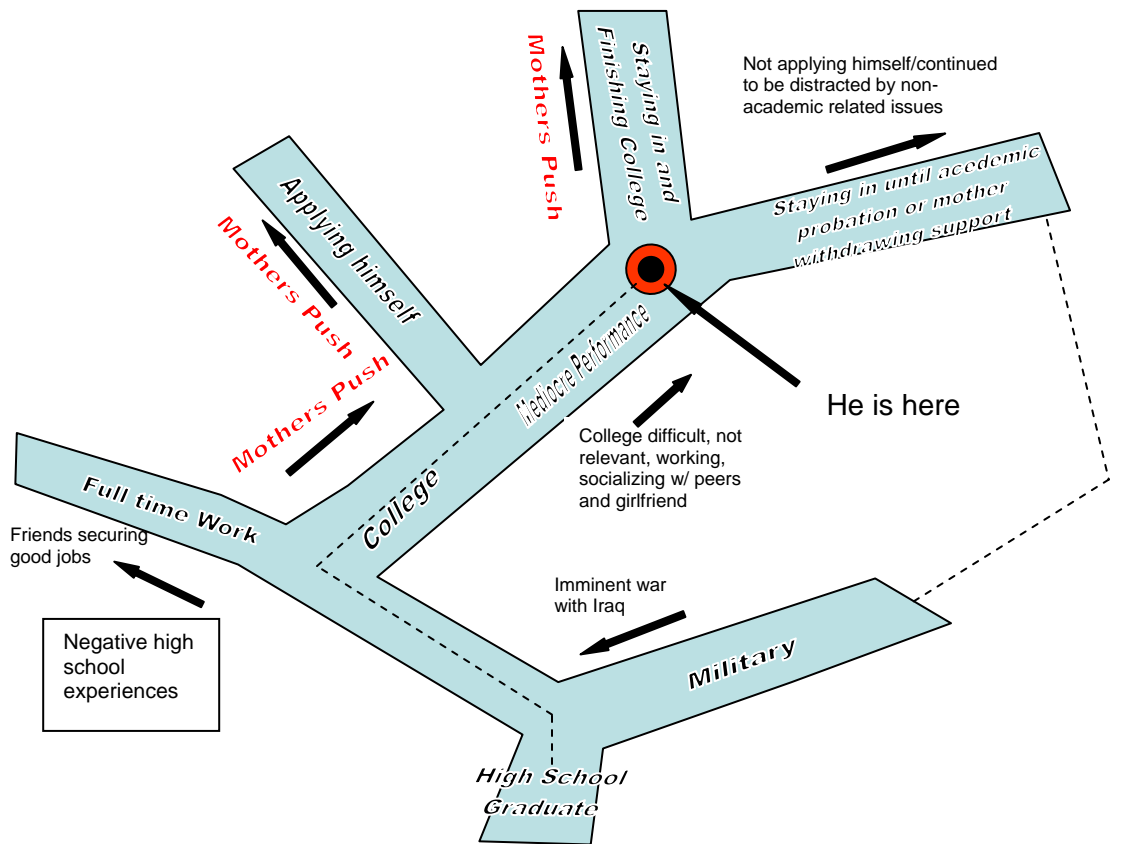 Mothers Push
Staying in and
Finishing College
Not applying himself/continued
to be distracted by non-
academic related issues
Staying in until acedemic
probation or mother
withdrawing support
Applying himself
Mothers Push
Mothers Push
Mediocre Performance
He is here
College difficult, not
relevant, working,
socializing w/ peers
and girlfriend
College
Full time Work
Friends securing
good jobs
Negative high
school
experiences
Imminent war
with Iraq
Military
High School
Graduate